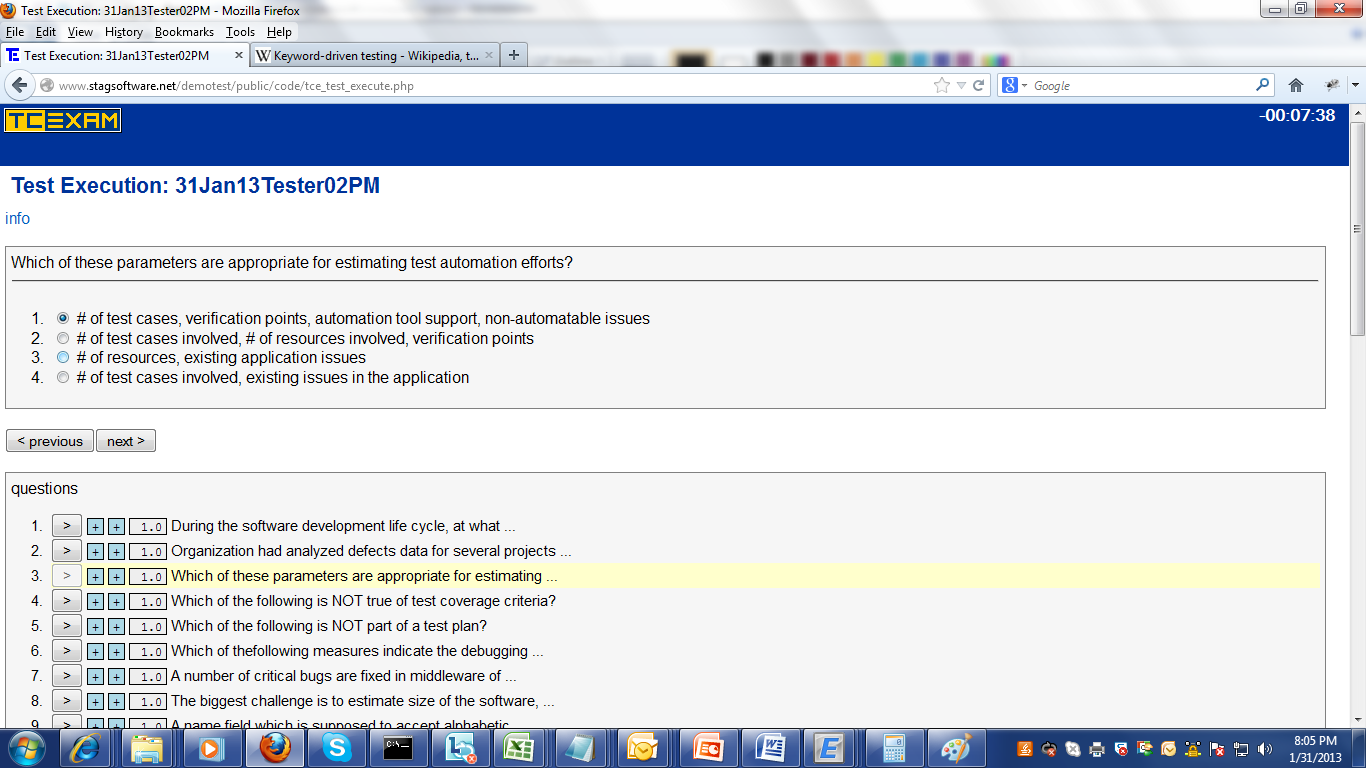 Test Execution: 31Jan13Tester02PM - Mozilla Firefox
File Edit View History Bookmarks Tools Help
TE Test Execution: 31Jan13Tester02PM × W Keyword-driven testing - Wikipedia, t... × +
www.stagsoftware.net/demotest/public/code/tce_test_execute.php Google
TCEXAM -00:07:38
Test Execution: 31Jan13Tester02PM
info
Which of these parameters are appropriate for estimating test automation efforts?
1. # of test cases, verification points, automation tool support, non-automatable issues
2. # of test cases involved, # of resources involved, verification points
3. # of resources, existing application issues
4. # of test cases involved, existing issues in the application
< previous next >
questions
1. > + + 1.0 During the software development life cycle, at what ...
2. > + + 1.0 Organization had analyzed defects data for several projects ...
3. > + + 1.0 Which of these parameters are appropriate for estimating ...
4. > + + 1.0 Which of the following is NOT true of test coverage criteria?
5. > + + 1.0 Which of the following is NOT part of a test plan?
6. > + + 1.0 Which of thefollowing measures indicate the debugging ...
7. > + + 1.0 A number of critical bugs are fixed in middleware of ...
8. > + + 1.0 The biggest challenge is to estimate size of the software, ...
9. > + + 1.0 A name field which is supposed to accept alphabetic
8:05 PM
1/31/2013